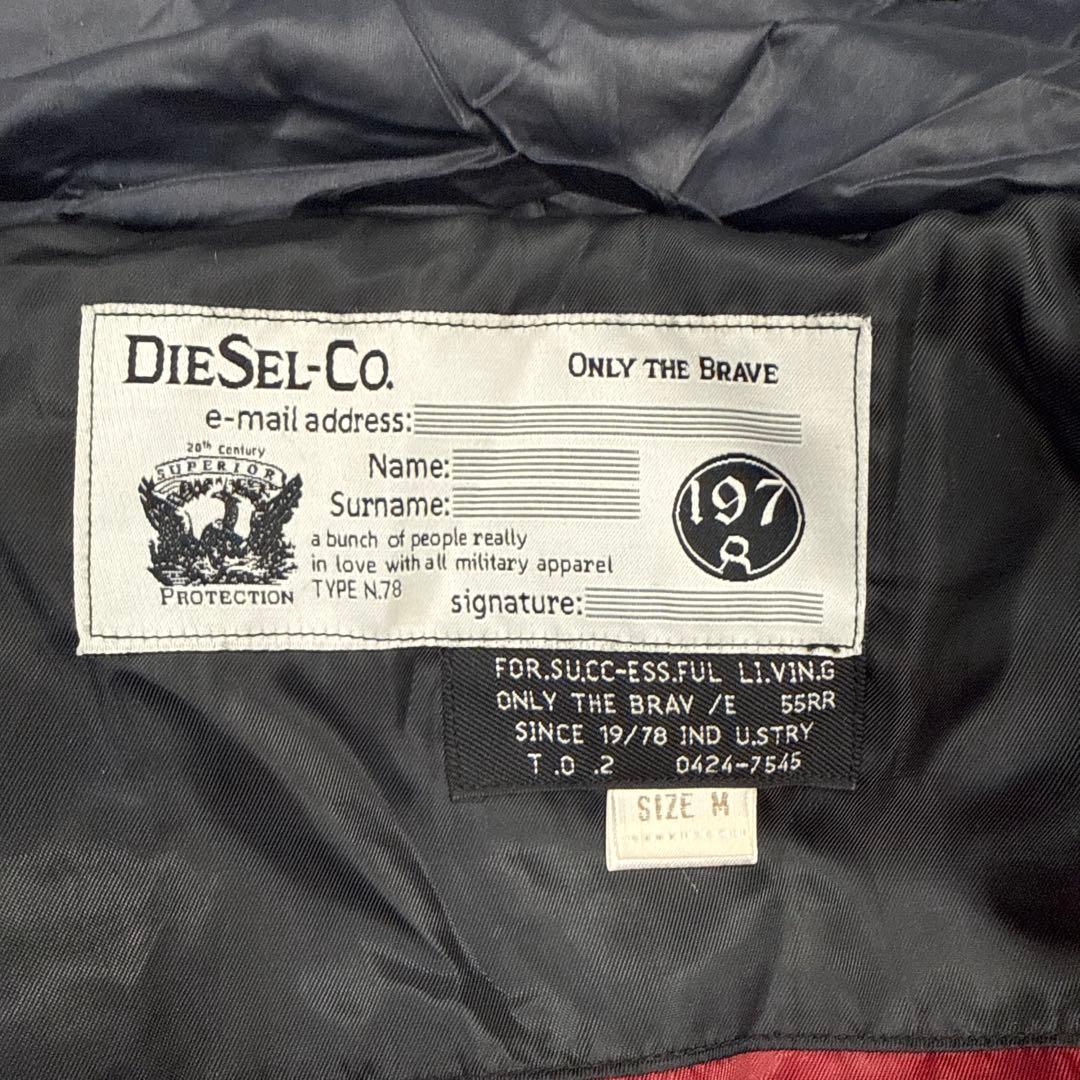 DIESEL-CO.
ONLY THE BRAVE
e-mail address:
20th Century
SUPERIOR
PROTECTION
Name:
Surname:
a bunch of people really
in love with all military apparel
TYPE N.78
signature:
197
8
FOR.SU.CC-ESS.FUL LI.VIN.G
ONLY THE BRAV /E 55RR
SINCE 19/78 IND U.STRY
T .O .2 0424-7545
SIZE M